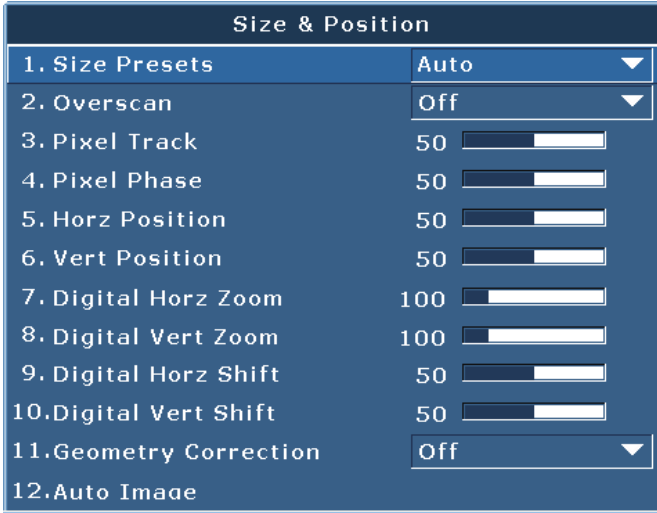 Size & Position
1. Size Presets Auto
2. Overscan Off
3. Pixel Track 50
4. Pixel Phase 50
5. Horz Position 50
6. Vert Position 50
7. Digital Horz Zoom 100
8. Digital Vert Zoom 100
9. Digital Horz Shift 50
10. Digital Vert Shift 50
11. Geometry Correction Off
12. Auto Image